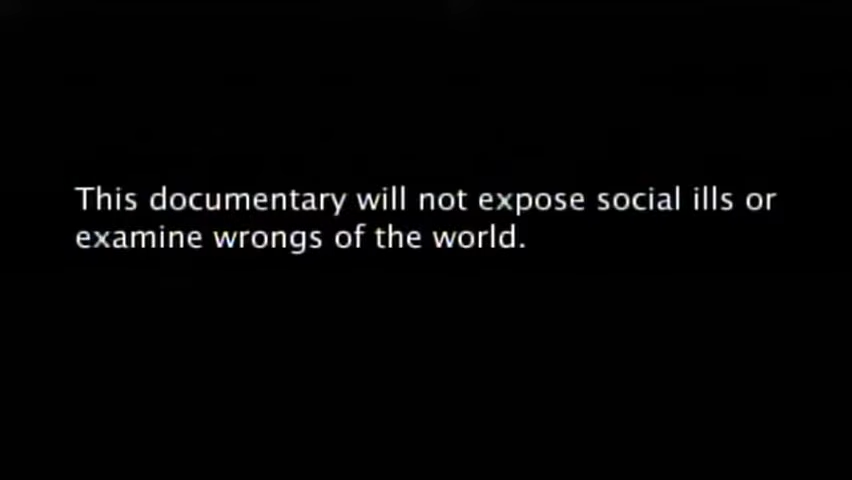 This documentary will not expose social ills or
examine wrongs of the world.